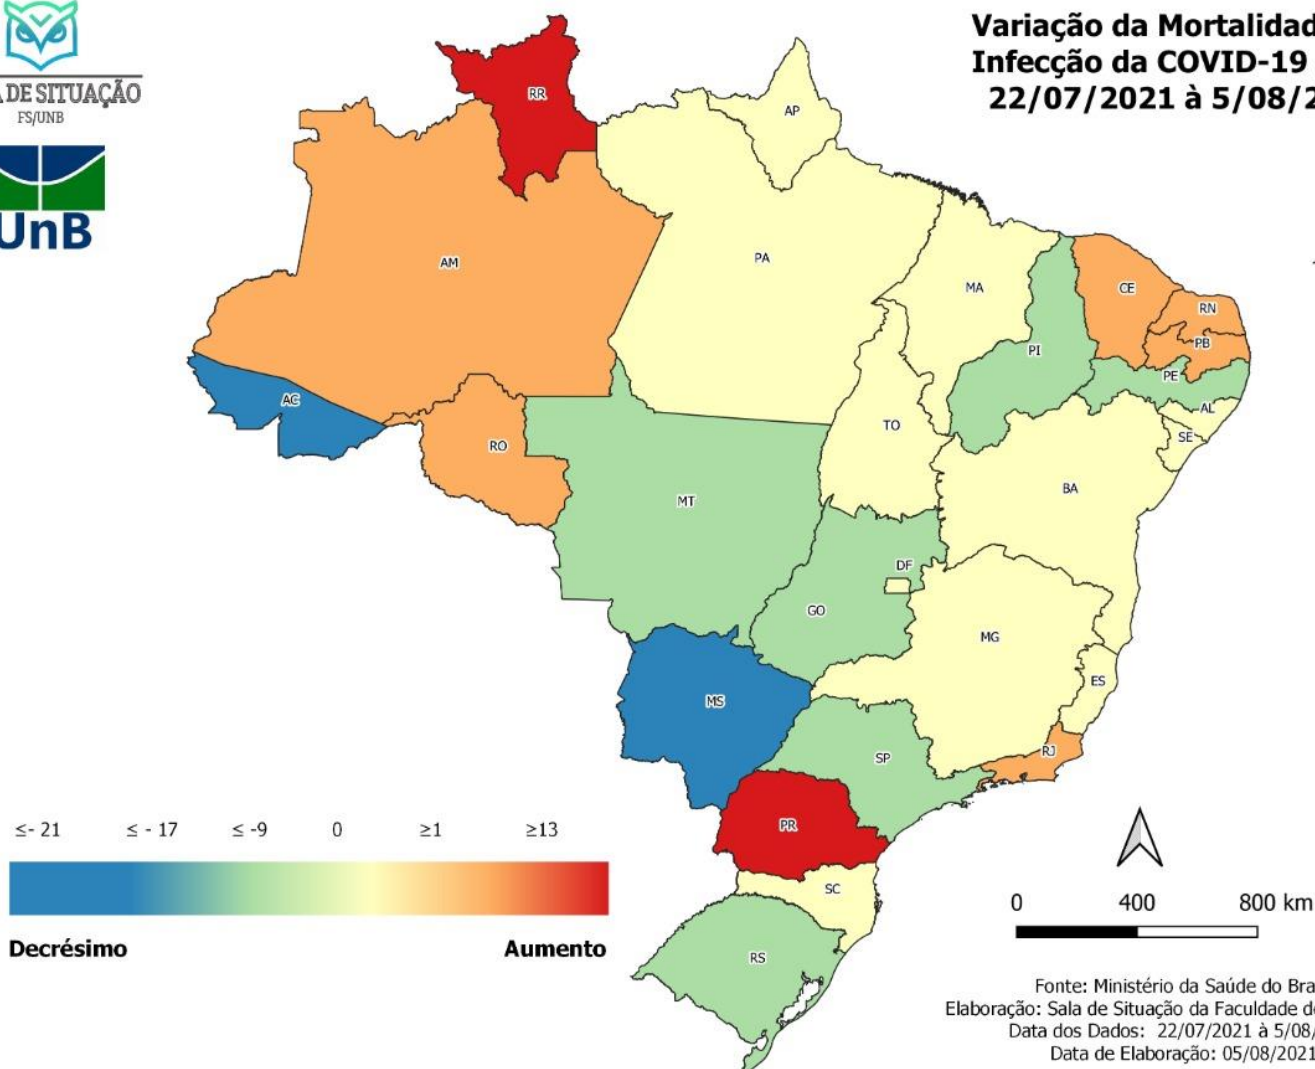 A DE SITUAÇÃO
FS/UNB
UnB
Variação da Mortalidad
Infecção da COVID-19
22/07/2021 à 5/08/2
RR
AP
AM
PA
MA
CE
RN
PB
PI
PE
AL
SE
AC
TO
RO
BA
MT
DF
GO
MG
ES
MS
RJ
SP
PR
SC
RS
≤- 21 ≤ - 17 ≤ -9 0 ≥1 ≥13
Decréscimo Aumento
0 400 800 km
Fonte: Ministério da Saúde do Bra
Elaboração: Sala de Situação da Faculdade d
Data dos Dados: 22/07/2021 à 5/08/
Data de Elaboração: 05/08/2021